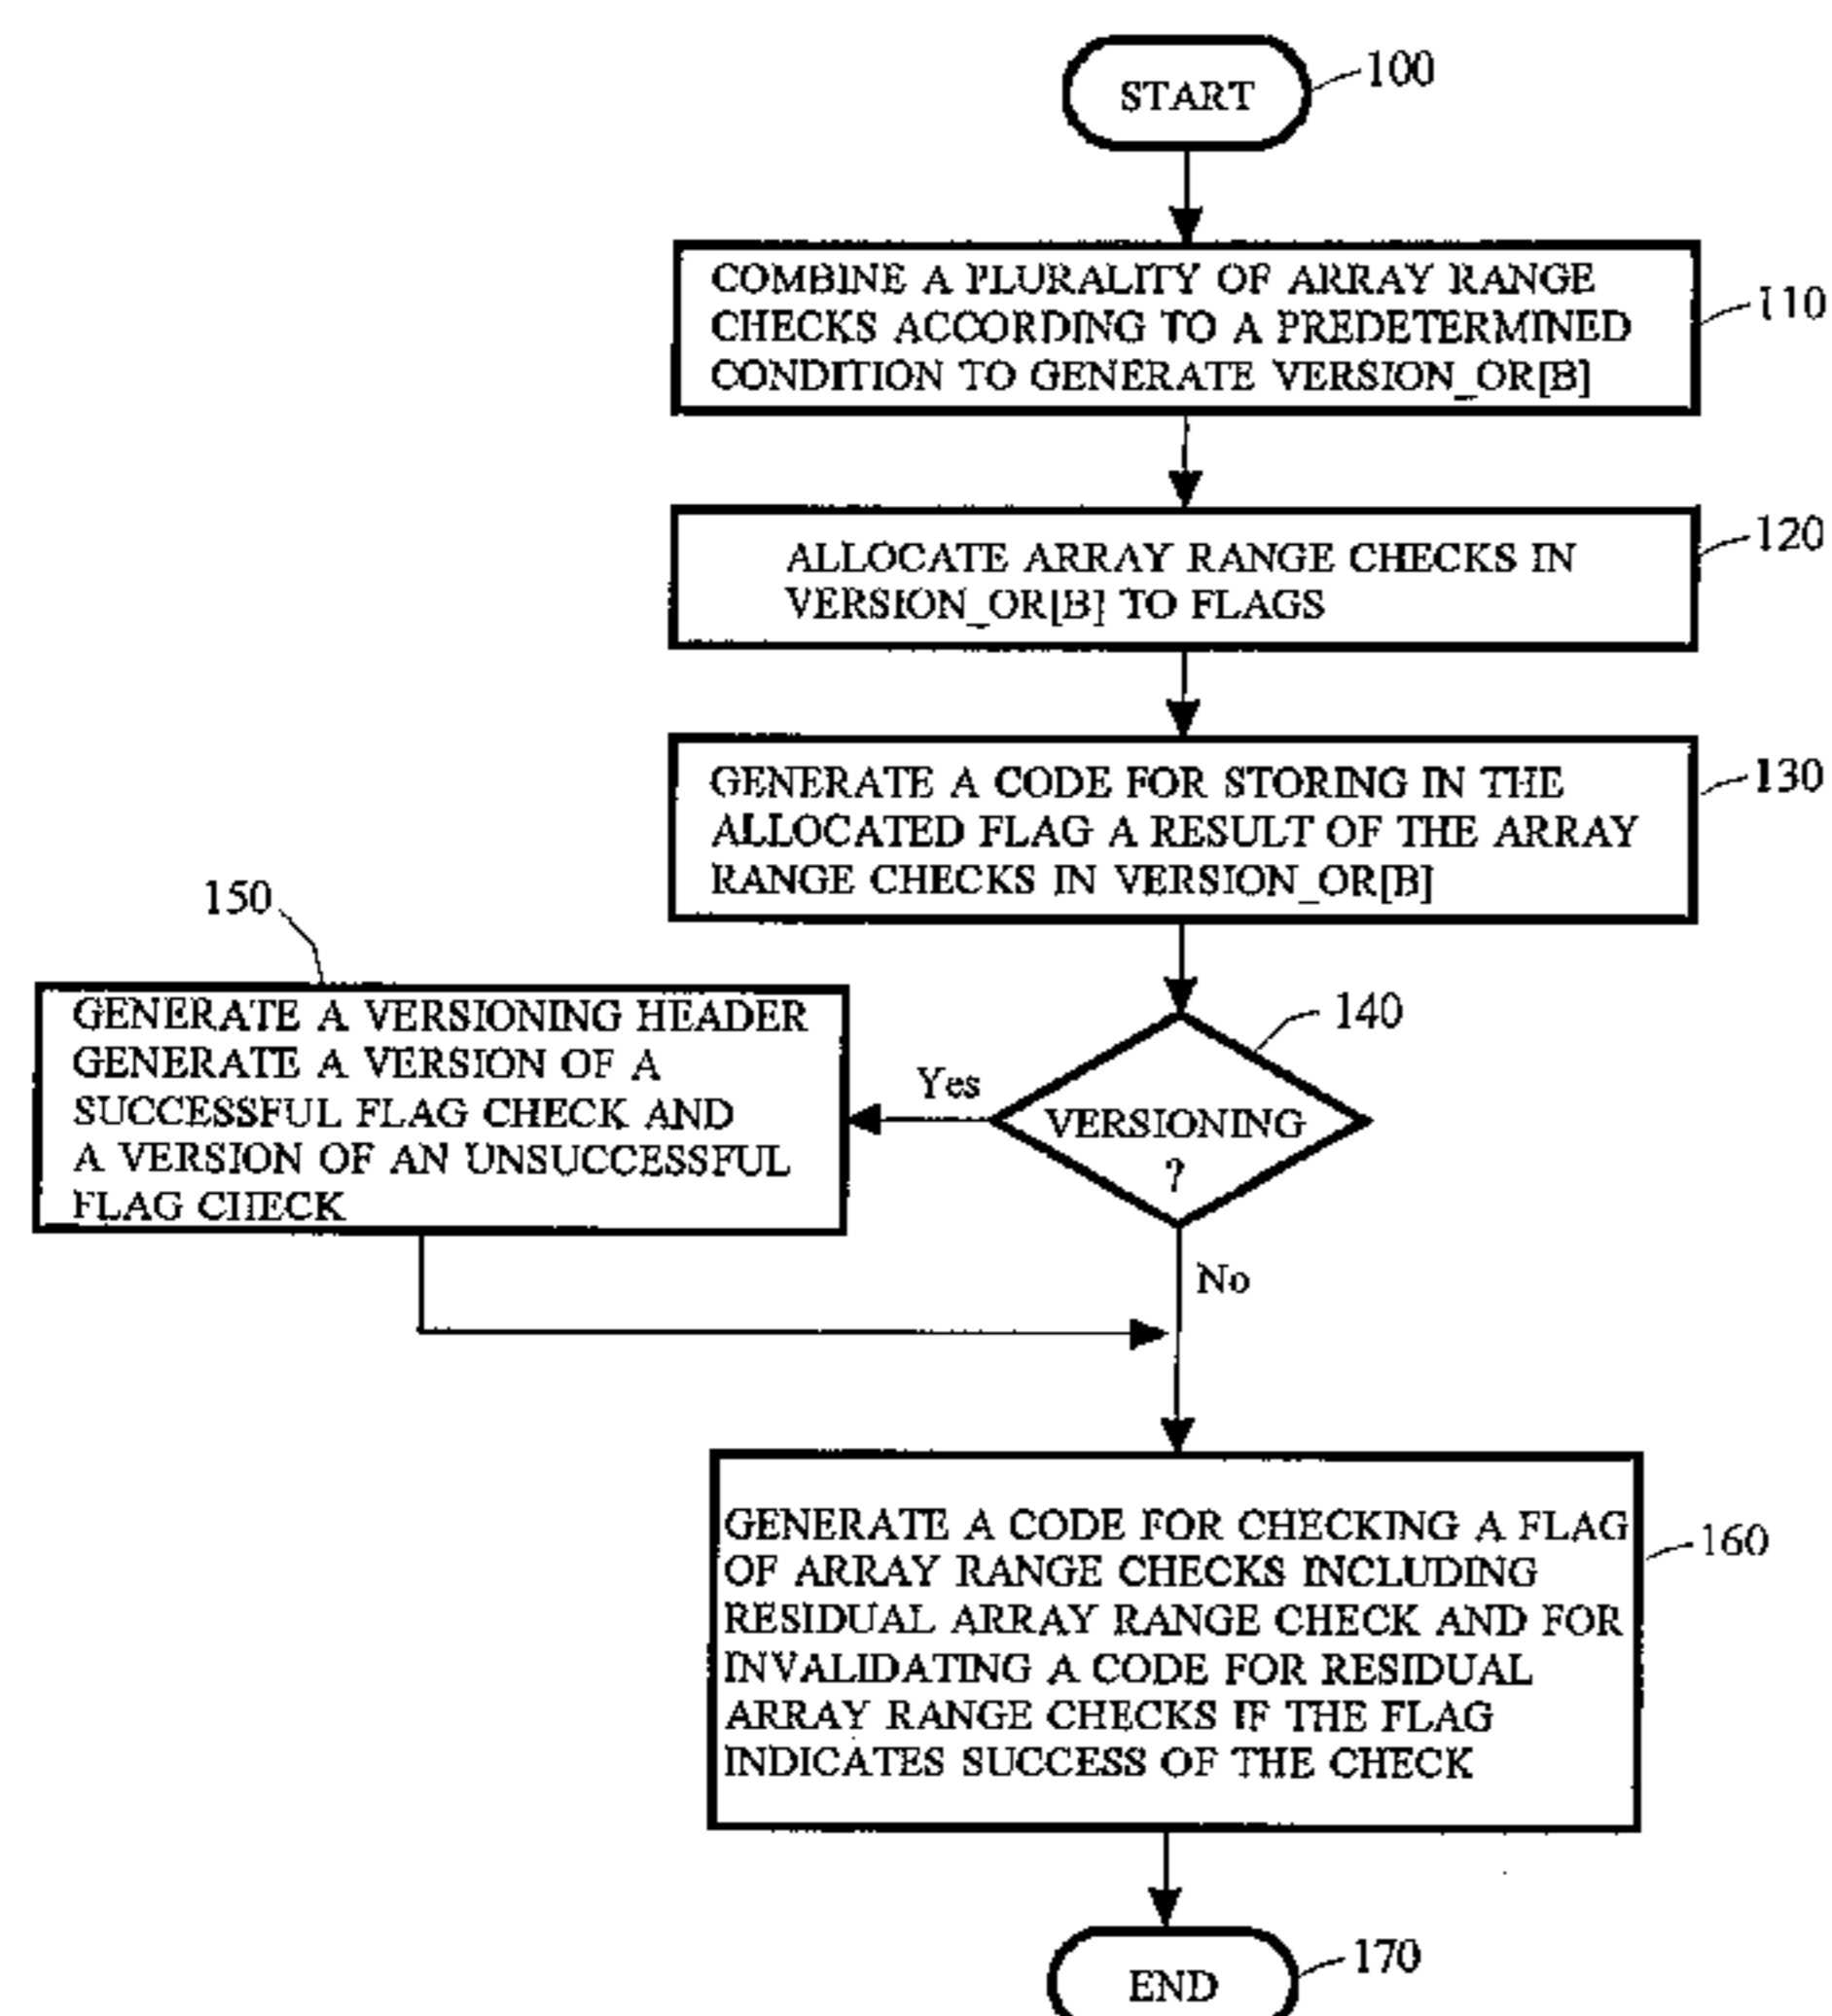 START
100
COMBINE A PLURALITY OF ARRAY RANGE
CHECKS ACCORDING TO A PREDETERMINED
CONDITION TO GENERATE VERSION_OR[B]
110
ALLOCATE ARRAY RANGE CHECKS IN
VERSION_OR[B] TO FLAGS
120
GENERATE A CODE FOR STORING IN THE
ALLOCATED FLAG A RESULT OF THE ARRAY
RANGE CHECKS IN VERSION_OR[B]
130
VERSIONING
?
140
Yes
150
GENERATE A VERSIONING HEADER
GENERATE A VERSION OF A
SUCCESSFUL FLAG CHECK AND
A VERSION OF AN UNSUCCESSFUL
FLAG CHECK
No
GENERATE A CODE FOR CHECKING A FLAG
OF ARRAY RANGE CHECKS INCLUDING
RESIDUAL ARRAY RANGE CHECK AND FOR
INVALIDATING A CODE FOR RESIDUAL
ARRAY RANGE CHECKS IF THE FLAG
INDICATES SUCCESS OF THE CHECK
160
END
170